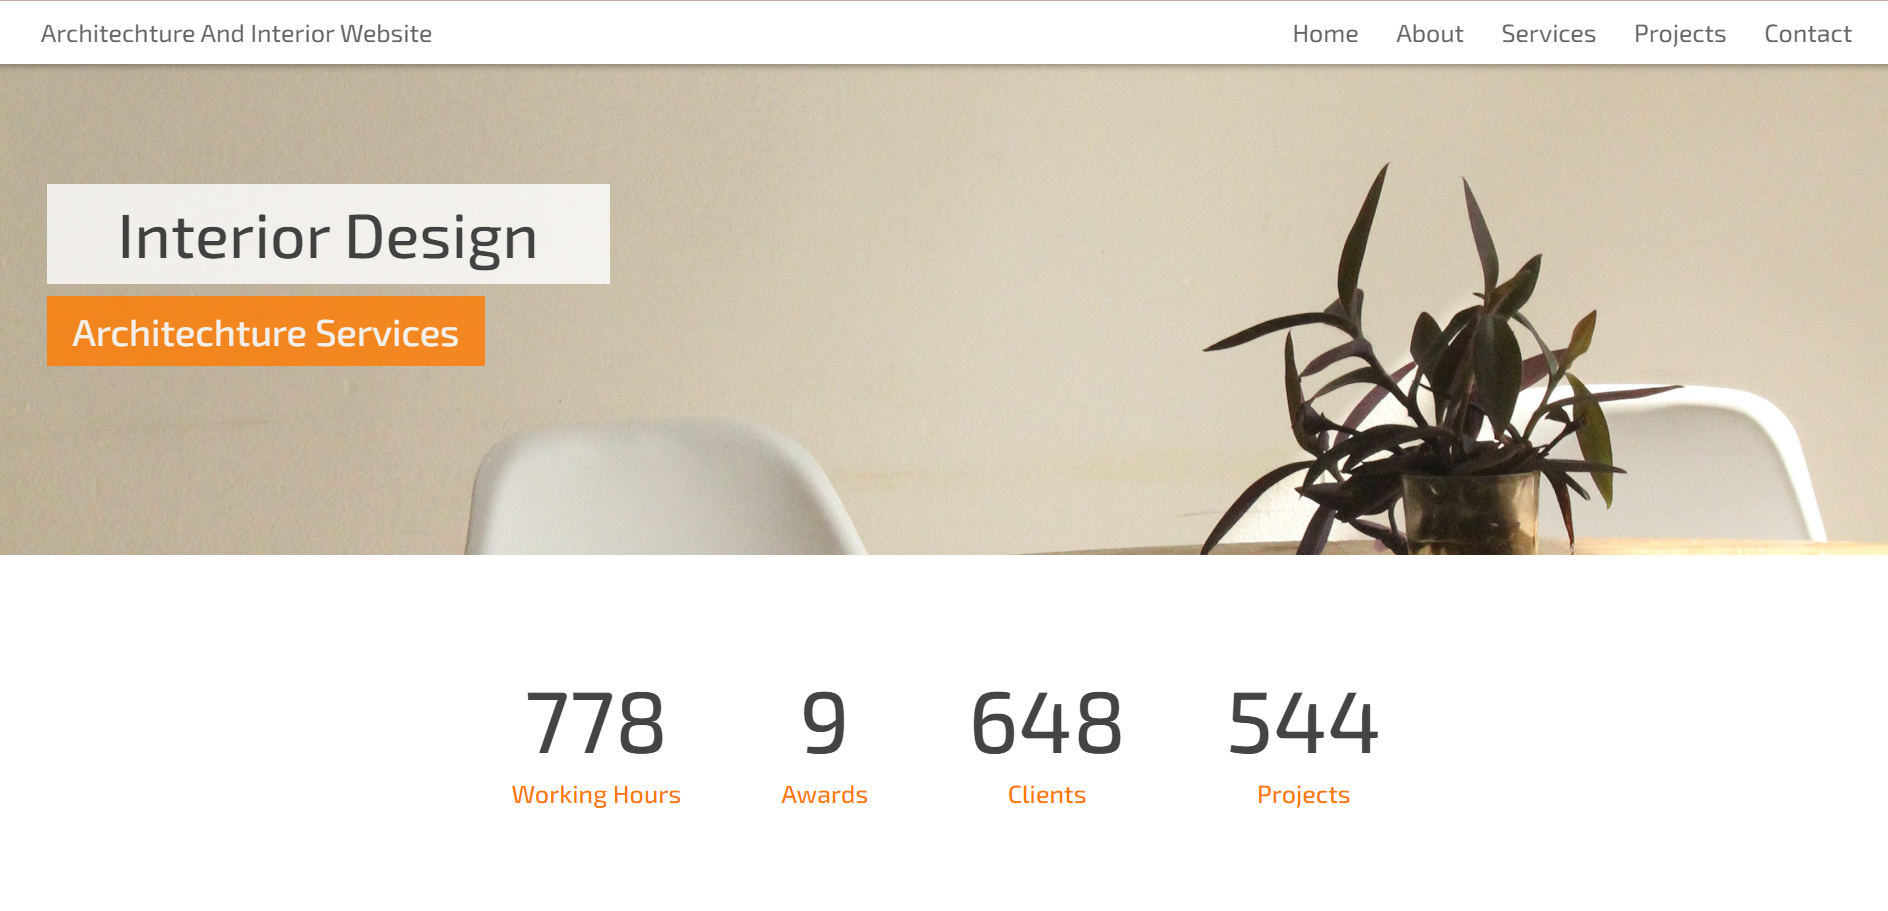 Architechture And Interior Website
Home About Services Projects Contact
Interior Design
Architechture Services
778 9 648 544
Working Hours Awards Clients Projects